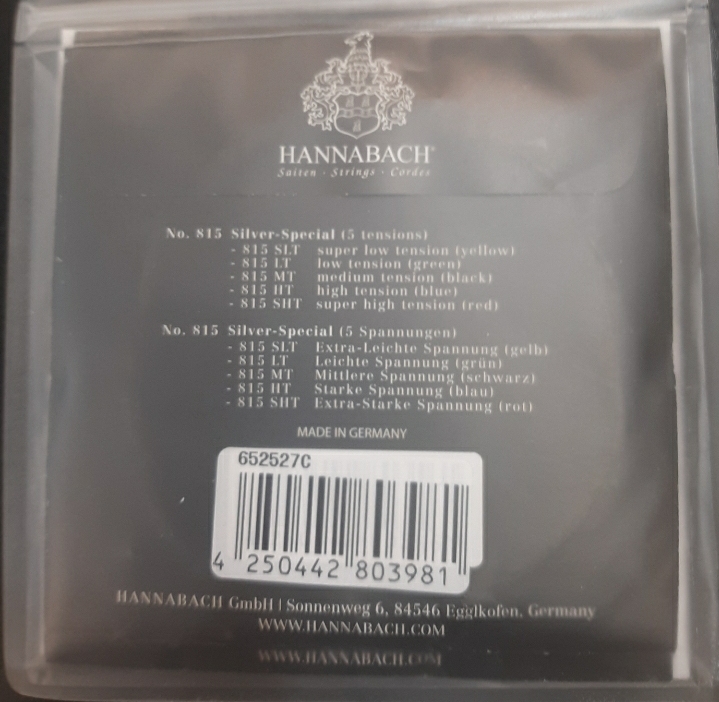 HANNABACH®
Saiten · Strings · Cordes
No. 815 Silver-Special (5 tensions)
- 815 SLT super low tension (yellow)
- 815 LT low tension (green)
- 815 MT medium tension (black)
- 815 HT high tension (blue)
- 815 SHT super high tension (red)
No. 815 Silver-Special (5 Spannungen)
- 815 SLT Extra-Leichte Spannung (gelb)
- 815 LT Leichte Spannung (grün)
- 815 MT Mittlere Spannung (schwarz)
- 815 HT Starke Spannung (blau)
- 815 SHT Extra-Starke Spannung (rot)
MADE IN GERMANY
652527C
4 250442 803981
HANNABACH GmbH | Sonnenweg 6, 84546 Egglkofen, Germany
WWW.HANNABACH.COM
WWW.HANNABACH.COM